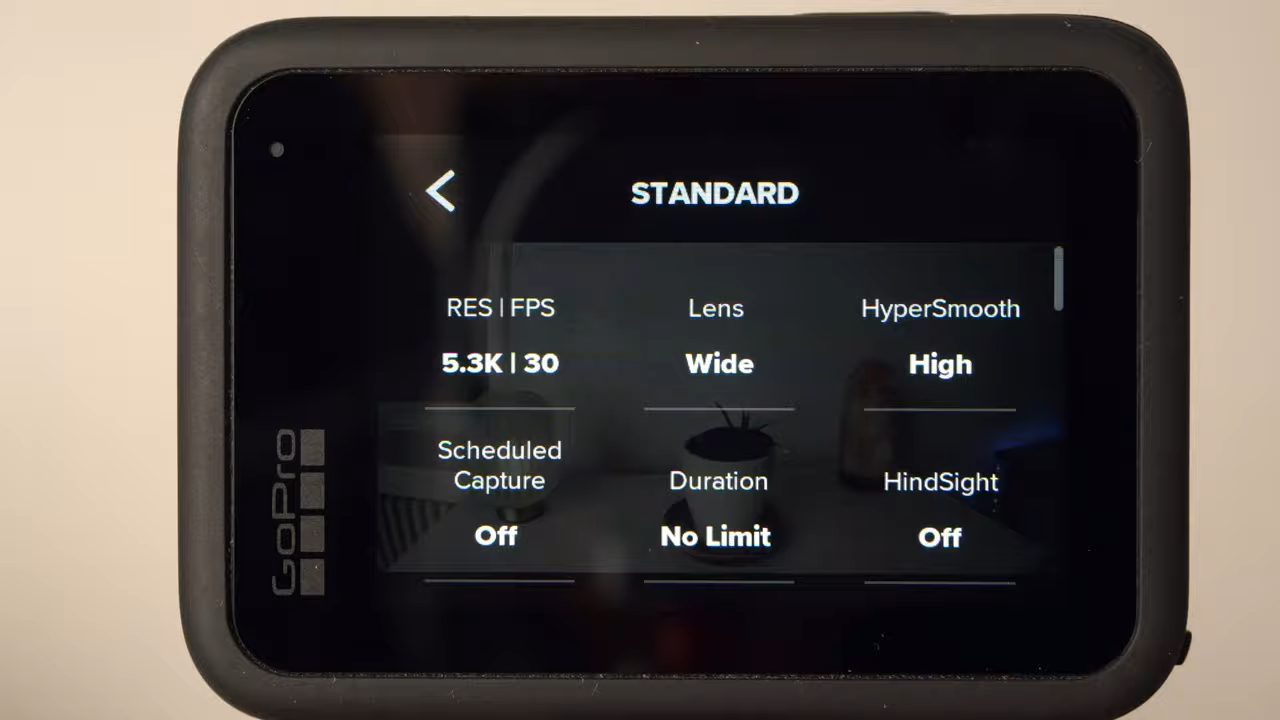 STANDARD
RES | FPS
Lens
HyperSmooth
5.3K | 30
Wide
High
Scheduled
Capture
Duration
HindSight
Off
No Limit
Off
GoPro